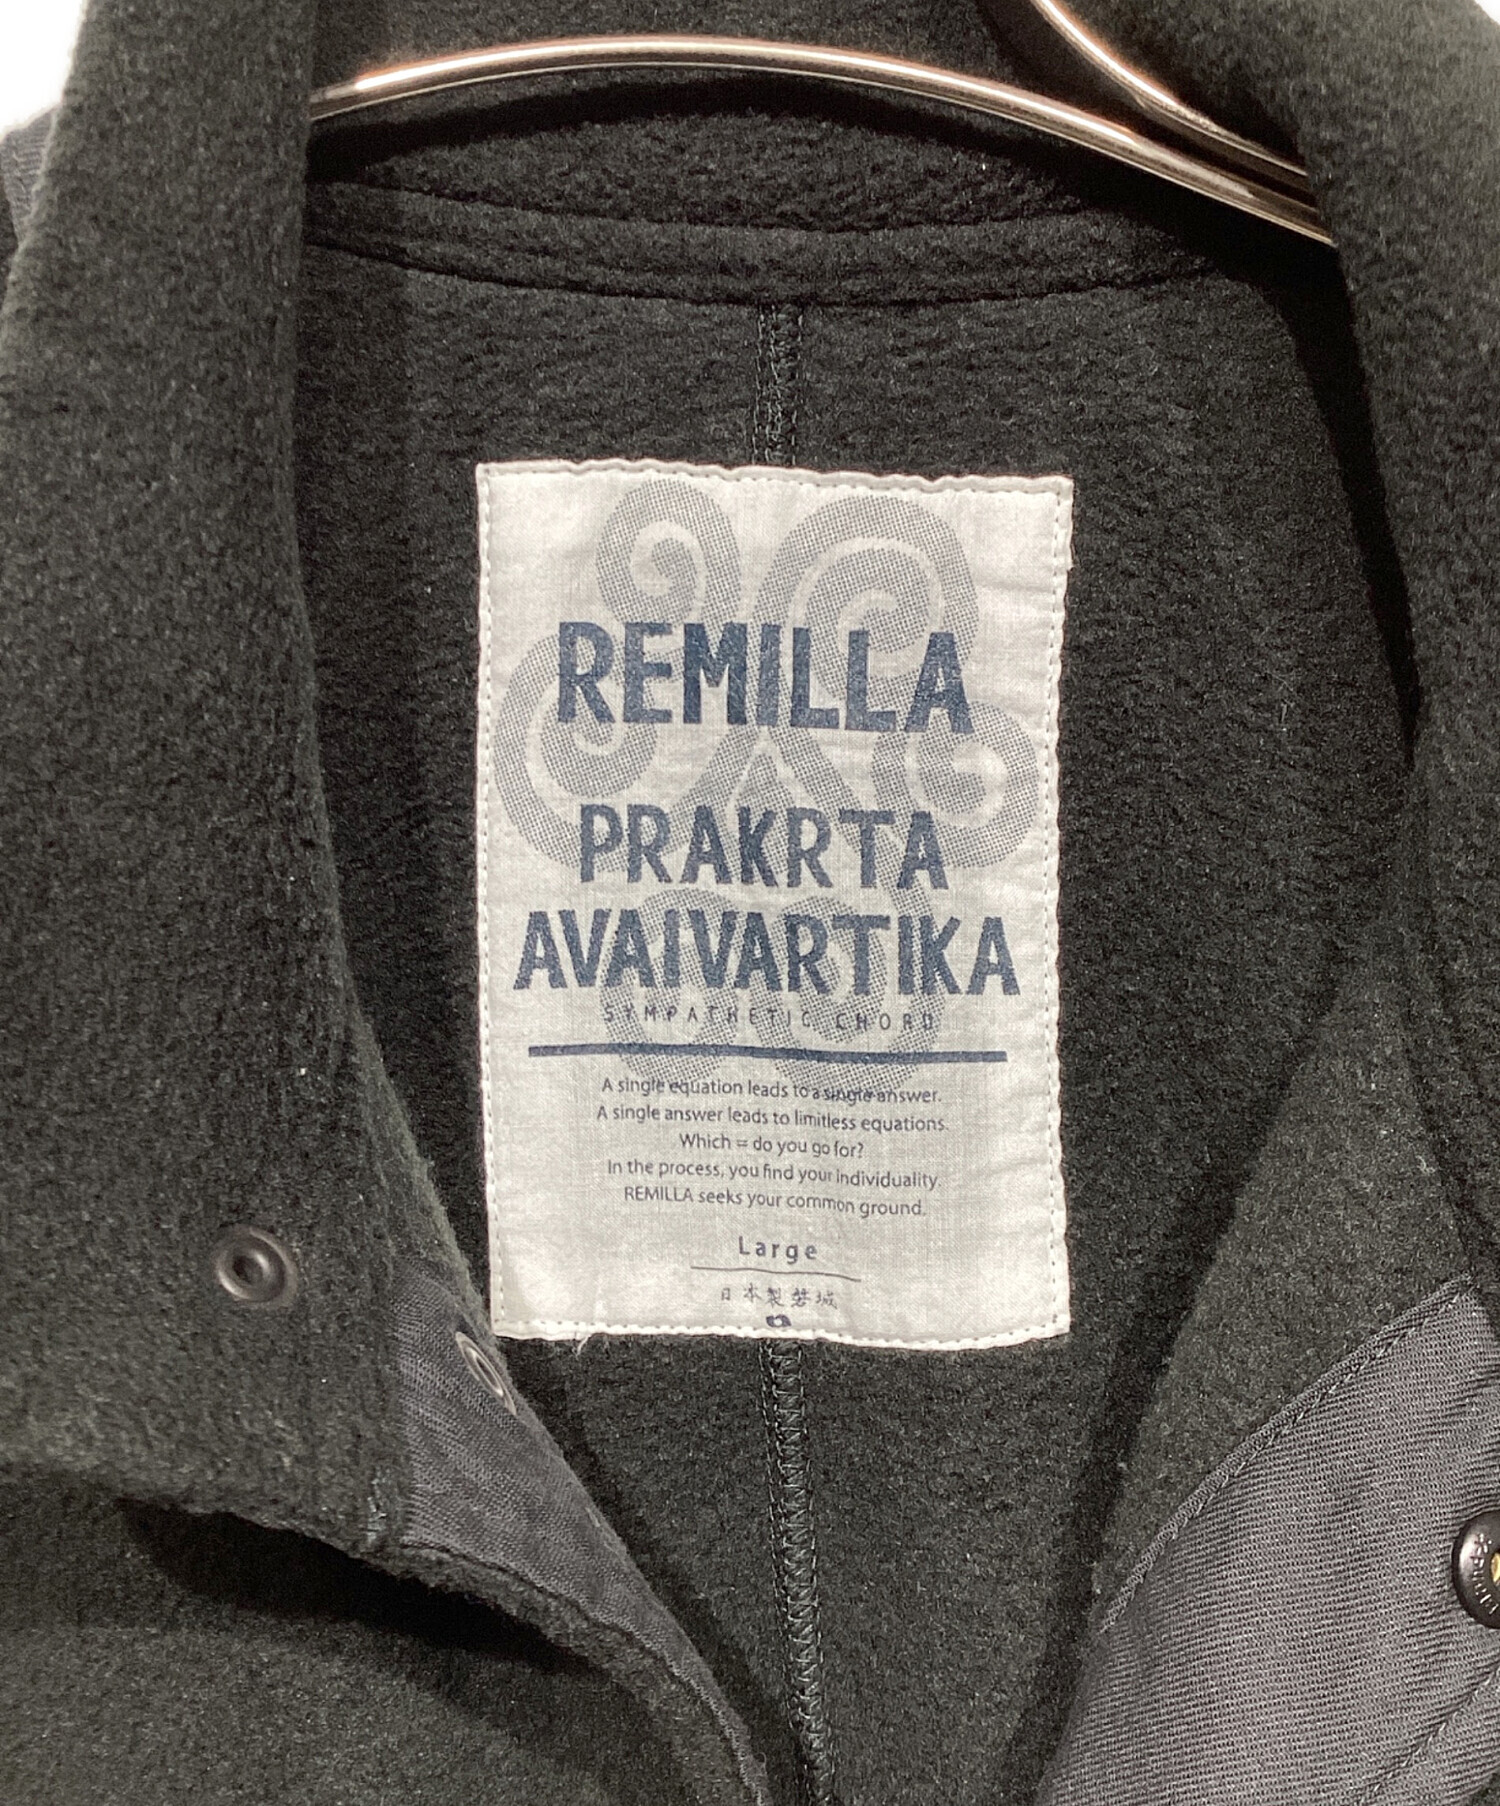 REMILLA
PRAKRTA
AVAIVARTIKA
SYMPATHETIC CHORD
A single equation leads to a single answer.
A single answer leads to limitless equations.
Which = do you go for?
In the process, you find your individuality.
REMILLA seeks your common ground.
Large
日本製磐城